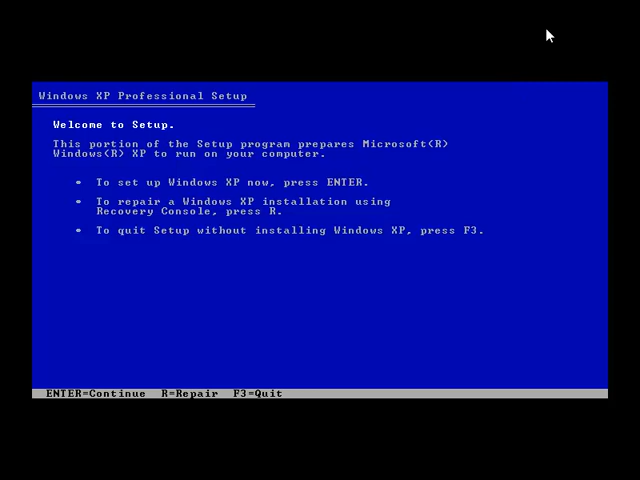 Windows XP Professional Setup
Welcome to Setup.
This portion of the Setup program prepares Microsoft(R)
Windows(R) XP to run on your computer.
• To set up Windows XP now, press ENTER.
• To repair a Windows XP installation using
Recovery Console, press R.
• To quit Setup without installing Windows XP, press F3.
ENTER=Continue R=Repair F3=Quit